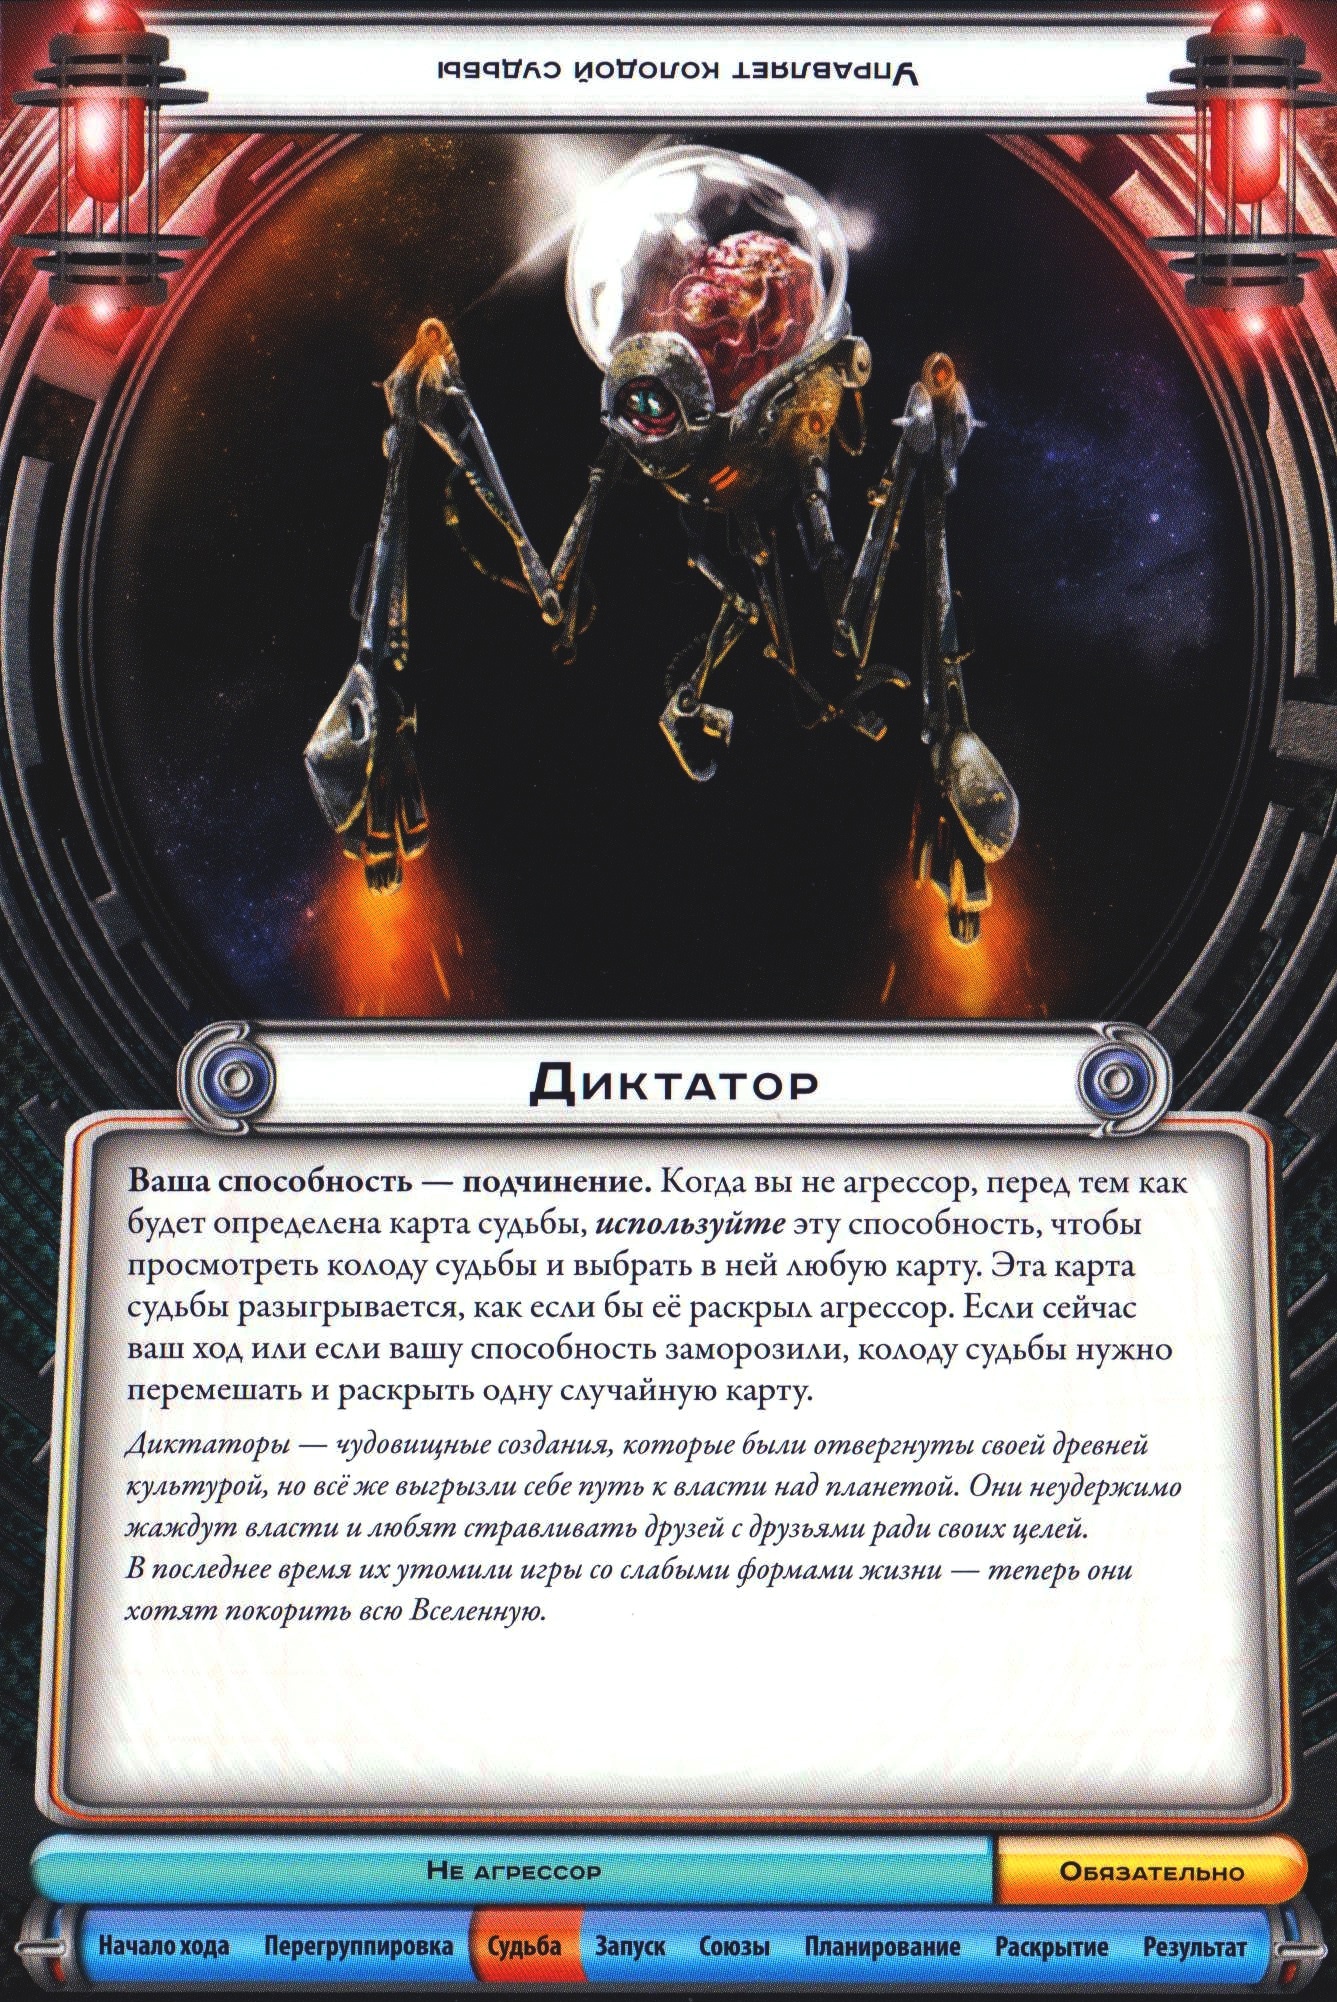 Управляет колодой судьбы
Диктатор
Ваша способность — подчинение. Когда вы не агрессор, перед тем как
будет определена карта судьбы, используйте эту способность, чтобы
просмотреть колоду судьбы и выбрать в ней любую карту. Эта карта
судьбы разыгрывается, как если бы её раскрыл агрессор. Если сейчас
ваш ход или если вашу способность заморозили, колоду судьбы нужно
перемешать и раскрыть одну случайную карту.
Диктаторы — чудовищные создания, которые были отвергнуты своей древней
культурой, но всё же выгрызли себе путь к власти над планетой. Они неудержимо
жаждут власти и любят стравливать друзей с друзьями ради своих целей.
В последнее время их утомили игры со слабыми формами жизни — теперь они
хотят покорить всю Вселенную.
Не агрессор Обязательно
Начало хода Перегруппировка Судьба Запуск Союзы Планирование Раскрытие Результат